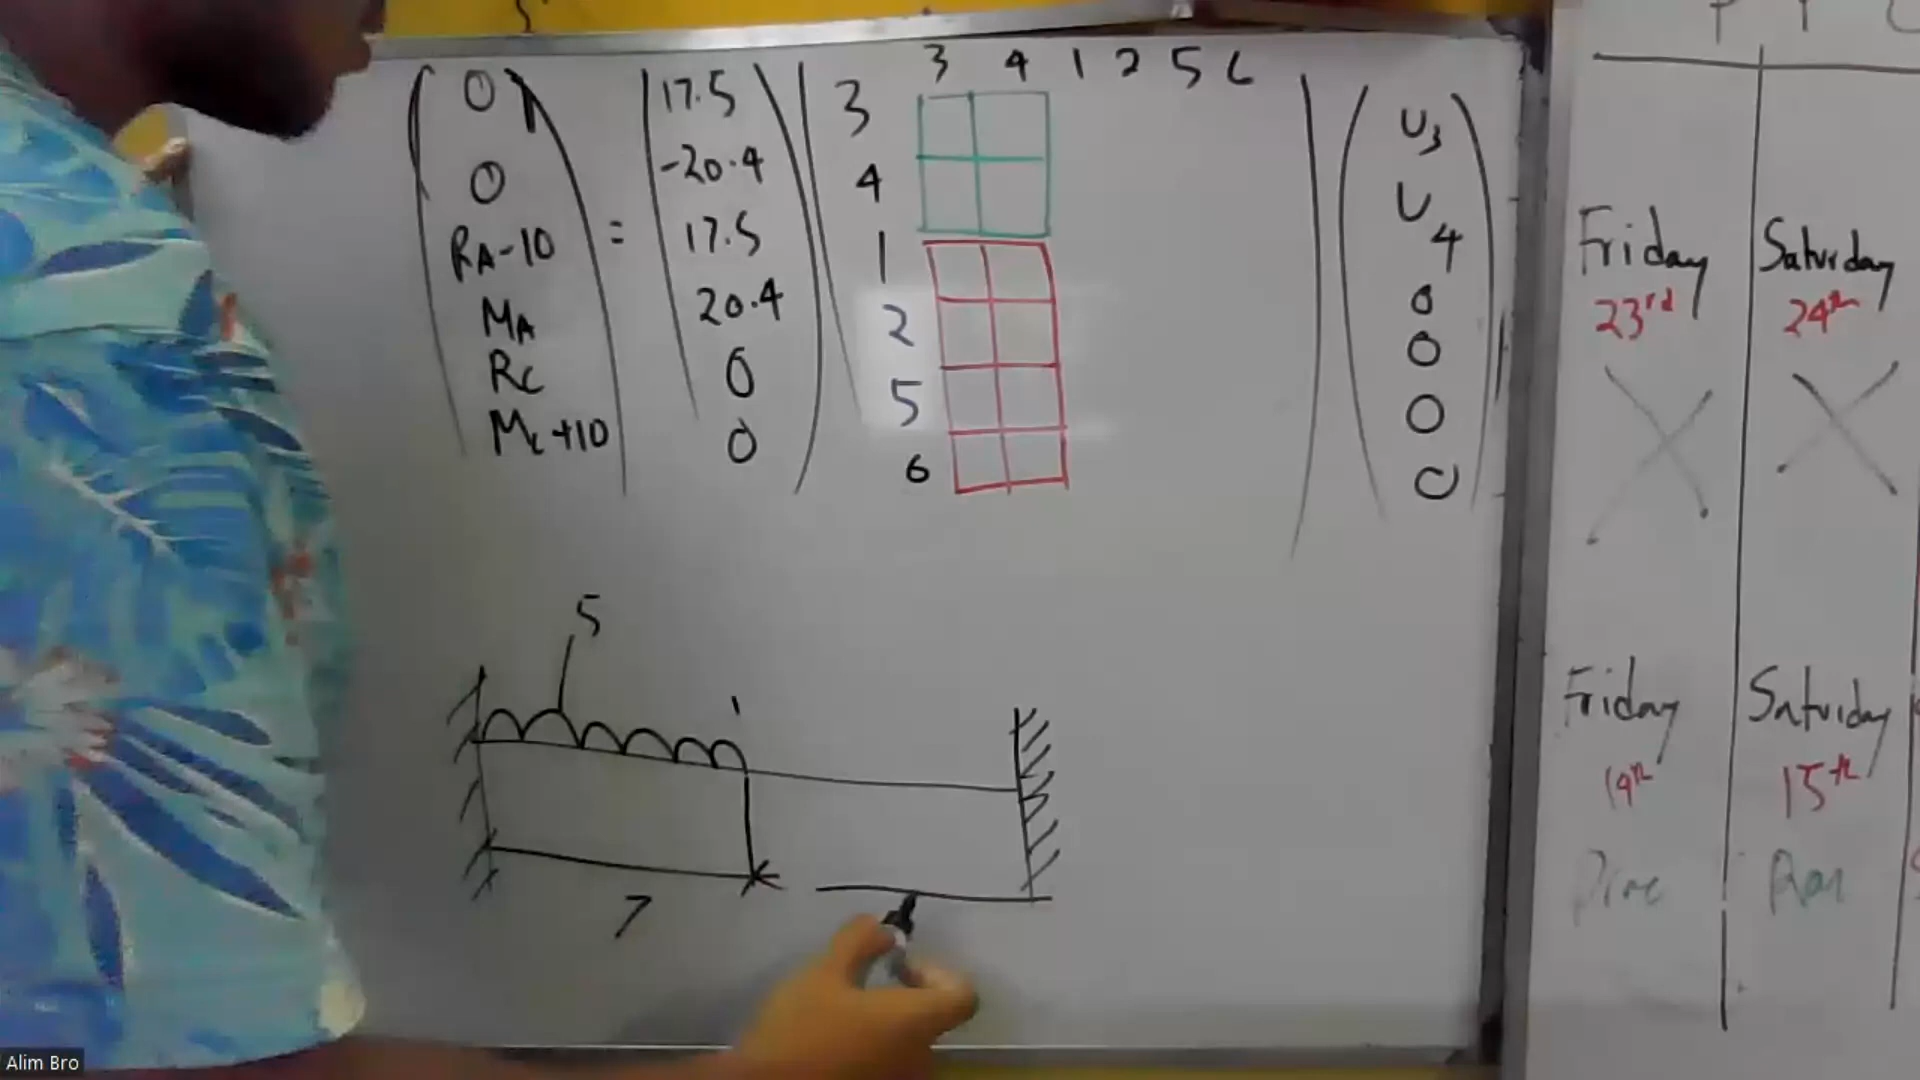 3 4 1 2 5 6
0 17.5 3 U3
0 -20.4 4 U4
RA-10 = 17.5 1 0
MA 20.4 2 0
RC 0 5 0
MC+10 0 6 0
5
7
Friday Saturday
23rd 24th
Friday Saturday
15th
Alim Bro